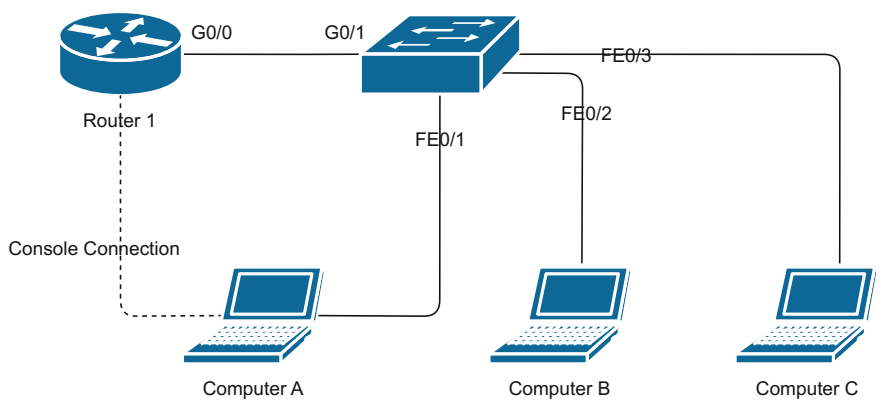 G0/0
G0/1
FE0/3
Router 1
FE0/2
FE0/1
Console Connection
Computer A
Computer B
Computer C